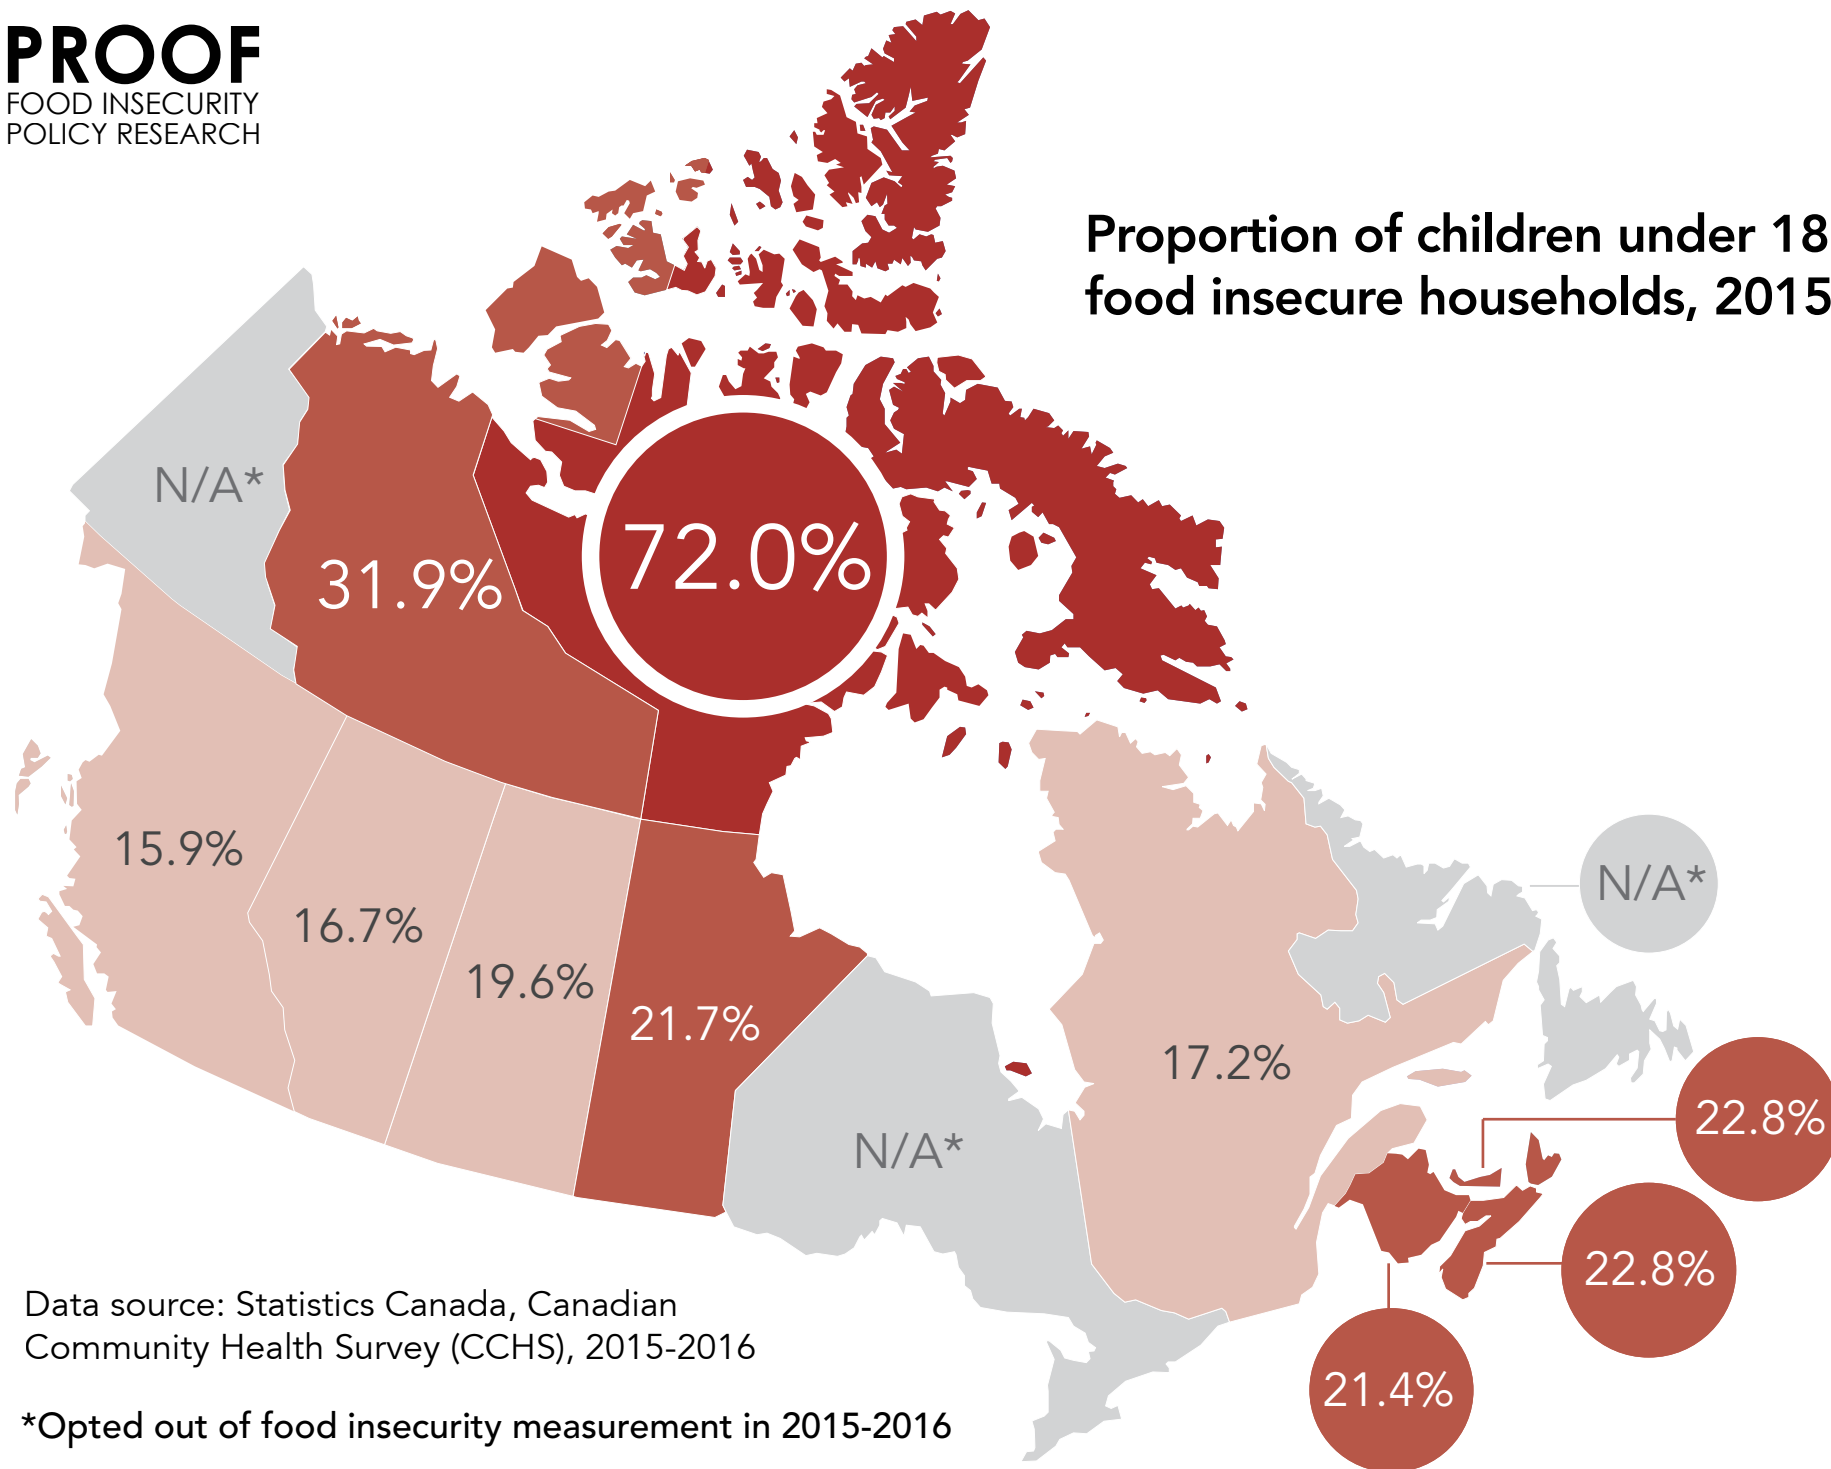 PROOF
FOOD INSECURITY
POLICY RESEARCH
Proportion of children under 18
food insecure households, 2015
N/A*
31.9%
72.0%
15.9%
16.7%
19.6%
21.7%
N/A*
17.2%
N/A*
22.8%
22.8%
21.4%
Data source: Statistics Canada, Canadian
Community Health Survey (CCHS), 2015-2016
*Opted out of food insecurity measurement in 2015-2016